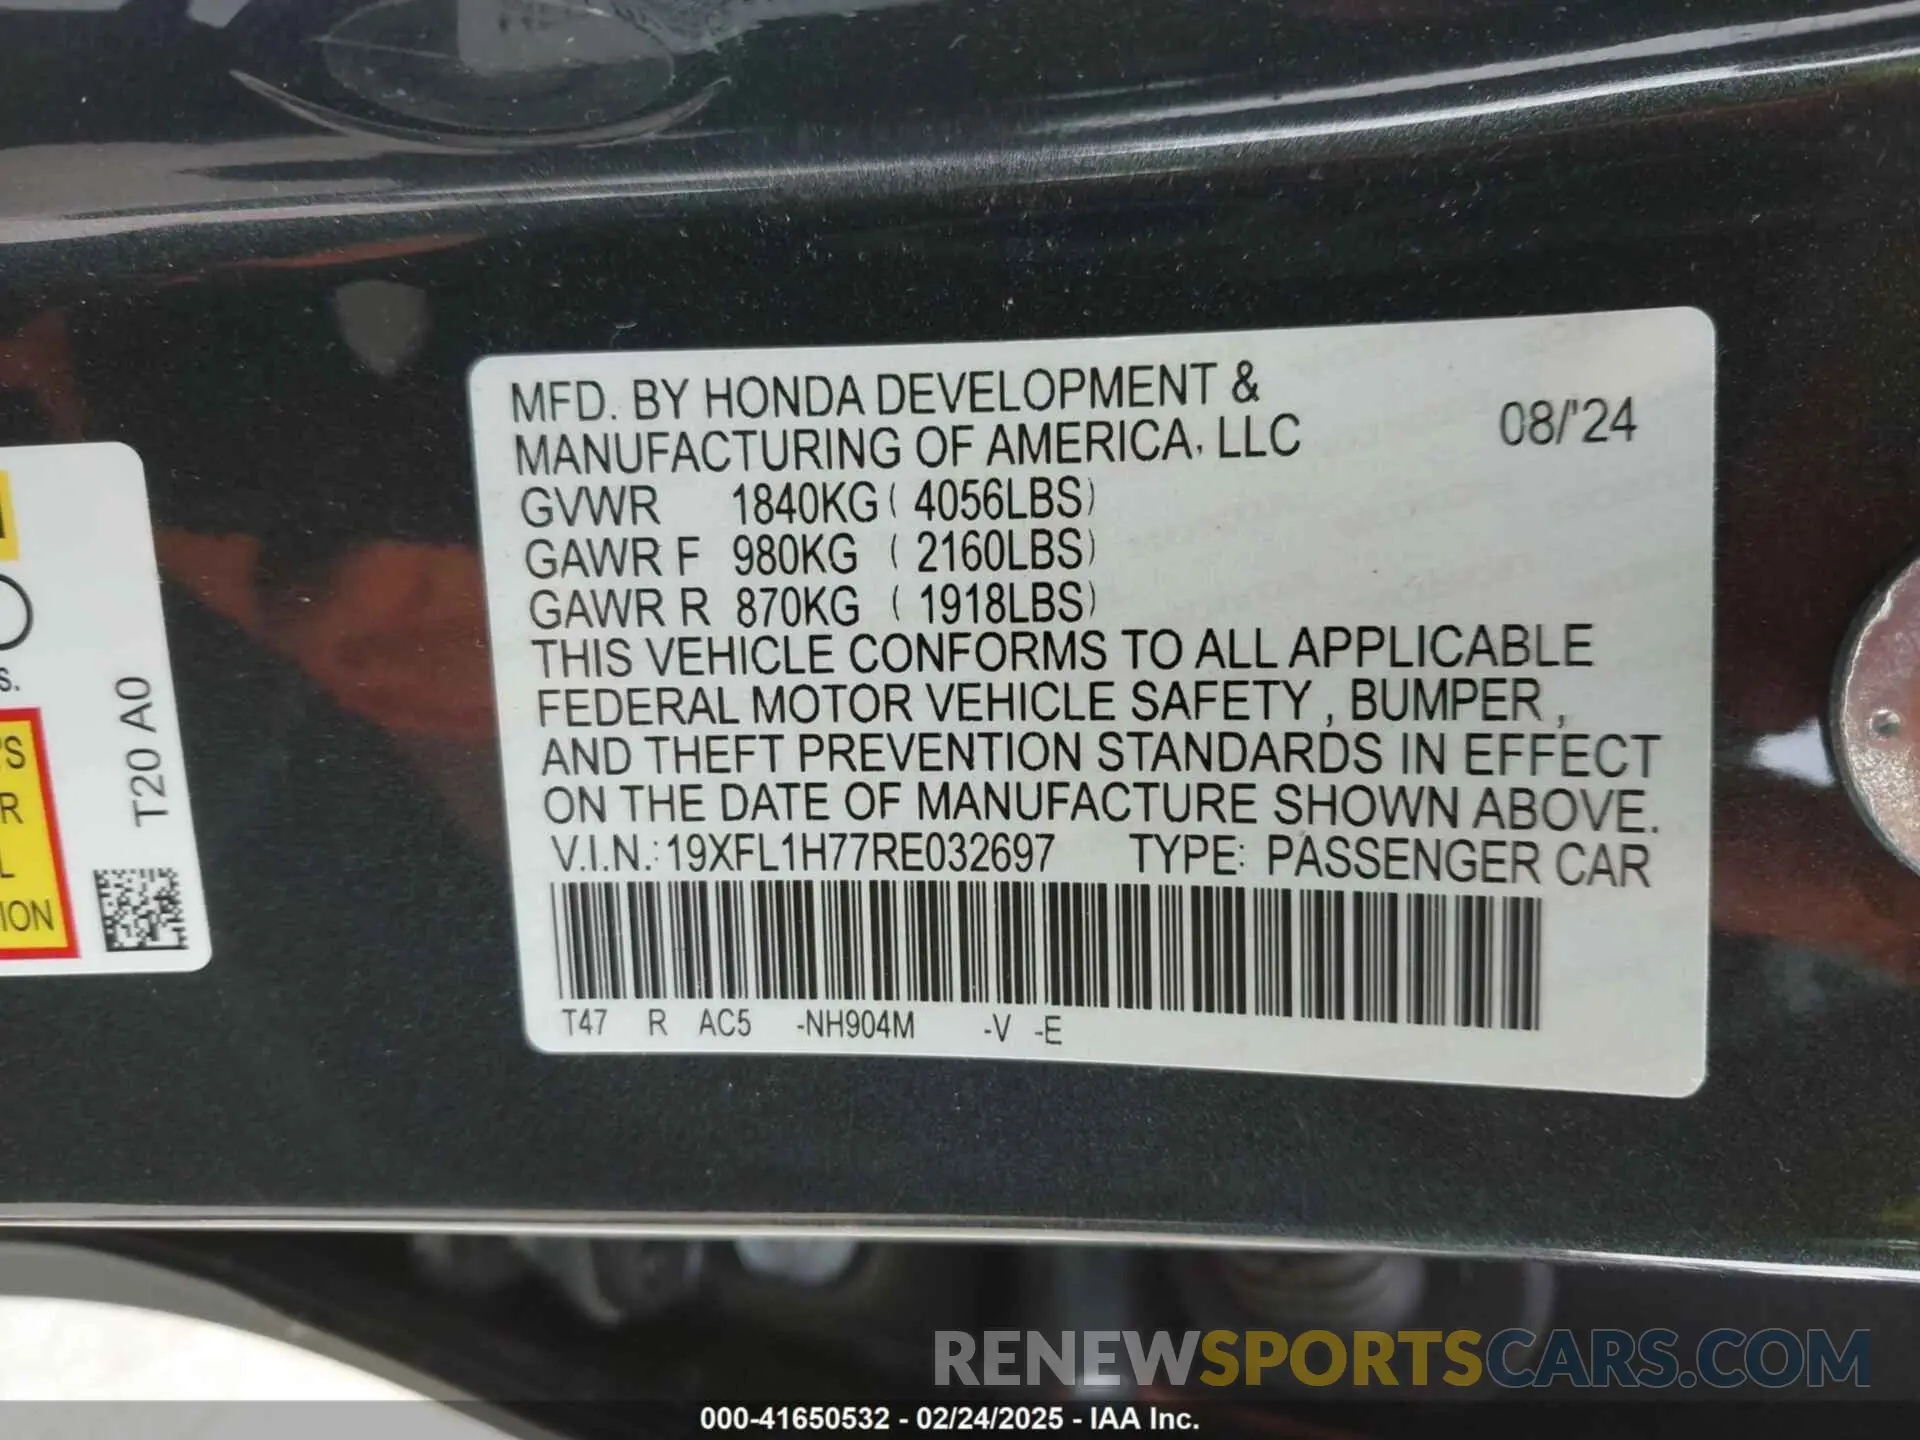 MFD. BY HONDA DEVELOPMENT &
MANUFACTURING OF AMERICA, LLC 08/'24
GVWR 1840KG ( 4056LBS)
GAWR F 980KG ( 2160LBS)
GAWR R 870KG ( 1918LBS)
THIS VEHICLE CONFORMS TO ALL APPLICABLE
FEDERAL MOTOR VEHICLE SAFETY , BUMPER ,
AND THEFT PREVENTION STANDARDS IN EFFECT
ON THE DATE OF MANUFACTURE SHOWN ABOVE.
V.I.N.: 19XFL1H77RE032697 TYPE: PASSENGER CAR
T47 R AC5 -NH904M -V -E
S.
'S
R
L
ION
T20 A0
RENEWSPORTSCARS.COM
000-41650532 - 02/24/2025 - IAA Inc.